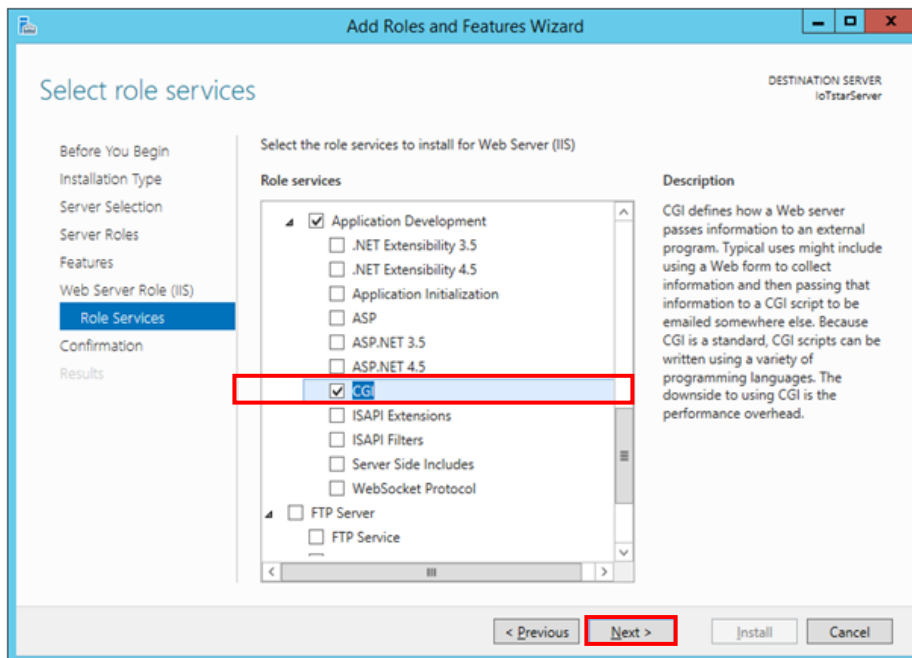 Add Roles and Features Wizard
Select role services
DESTINATION SERVER
IoTstarServer
Before You Begin
Installation Type
Server Selection
Server Roles
Features
Web Server Role (IIS)
Role Services
Confirmation
Results
Select the role services to install for Web Server (IIS)
Role services
Application Development
.NET Extensibility 3.5
.NET Extensibility 4.5
Application Initialization
ASP
ASP.NET 3.5
ASP.NET 4.5
CGI
ISAPI Extensions
ISAPI Filters
Server Side Includes
WebSocket Protocol
FTP Server
FTP Service
Description
CGI defines how a Web server
passes information to an external
program. Typical uses might include
using a Web form to collect
information and then passing that
information to a CGI script to be
emailed somewhere else. Because
CGI is a standard, CGI scripts can be
written using a variety of
programming languages. The
downside to using CGI is the
performance overhead.
< Previous
Next >
Install
Cancel